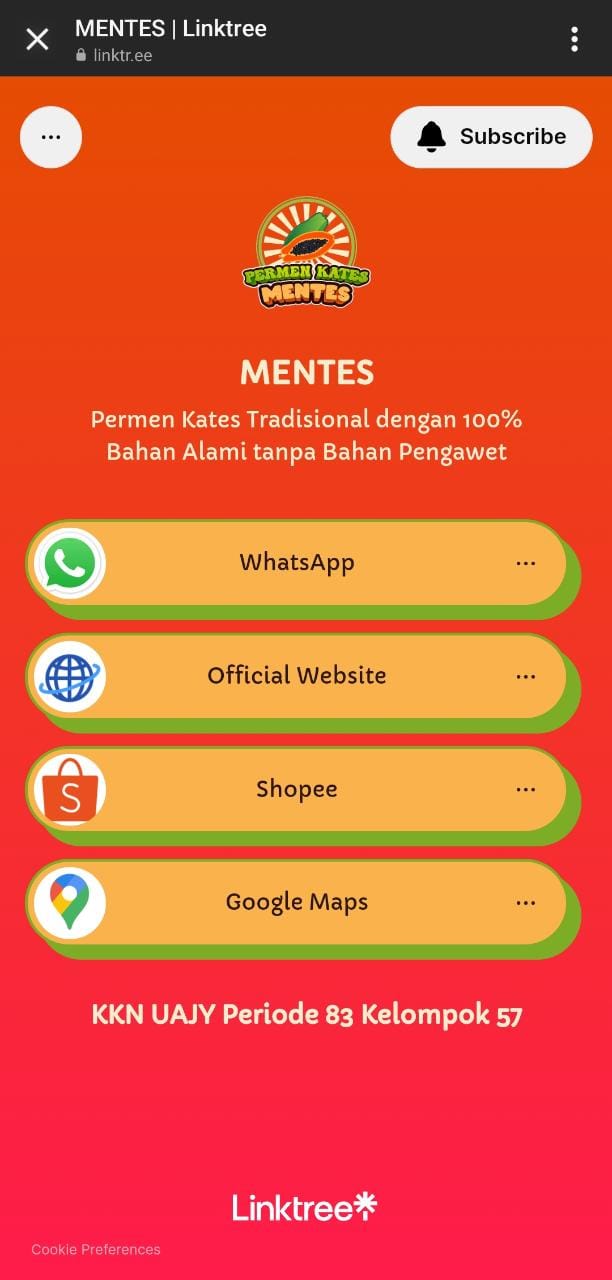 MENTES | Linktree
linktr.ee
Subscribe
PERMEN KATES
MENTES
MENTES
Permen Kates Tradisional dengan 100%
Bahan Alami tanpa Bahan Pengawet
WhatsApp
Official Website
S
Shopee
Google Maps
KKN UAJY Periode 83 Kelompok 57
Linktree
Cookie Preferences